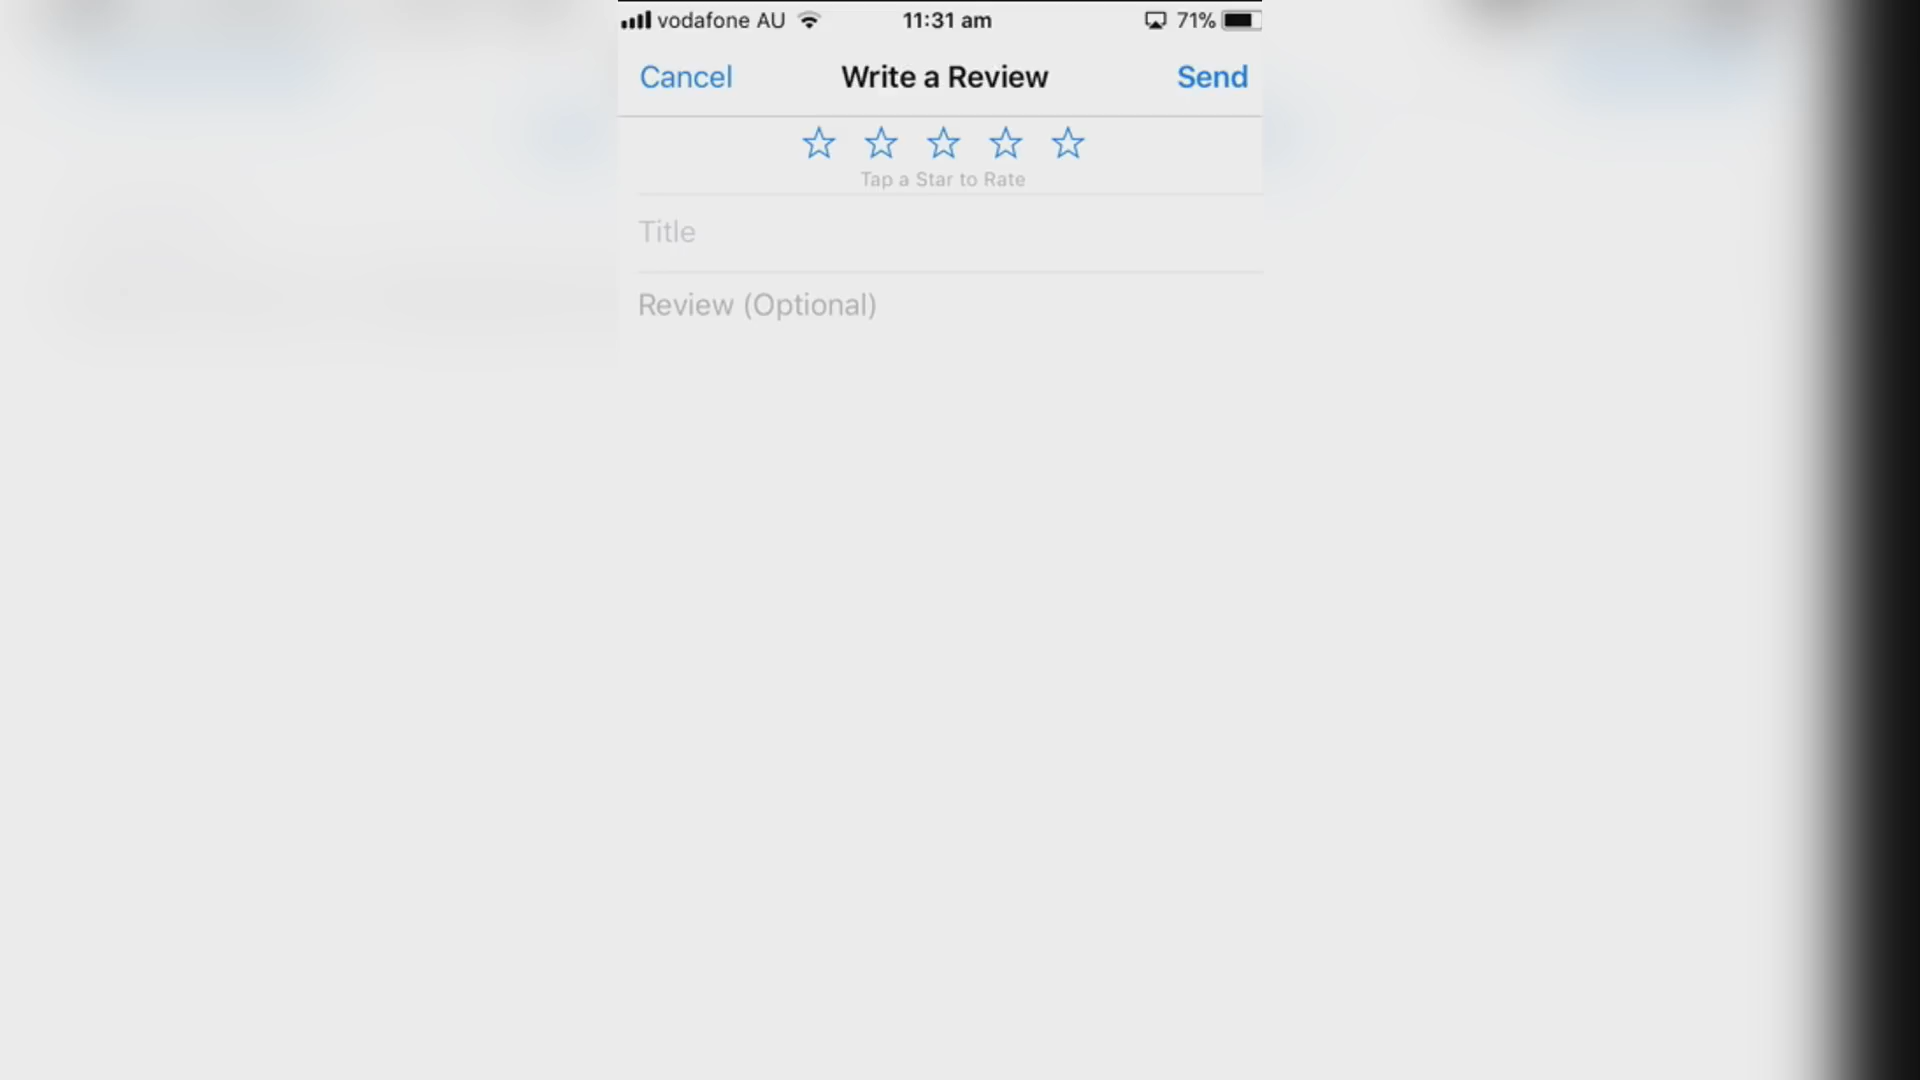 vodafone AU 11:31 am 71%
Cancel Write a Review Send
Tap a Star to Rate
Title
Review (Optional)